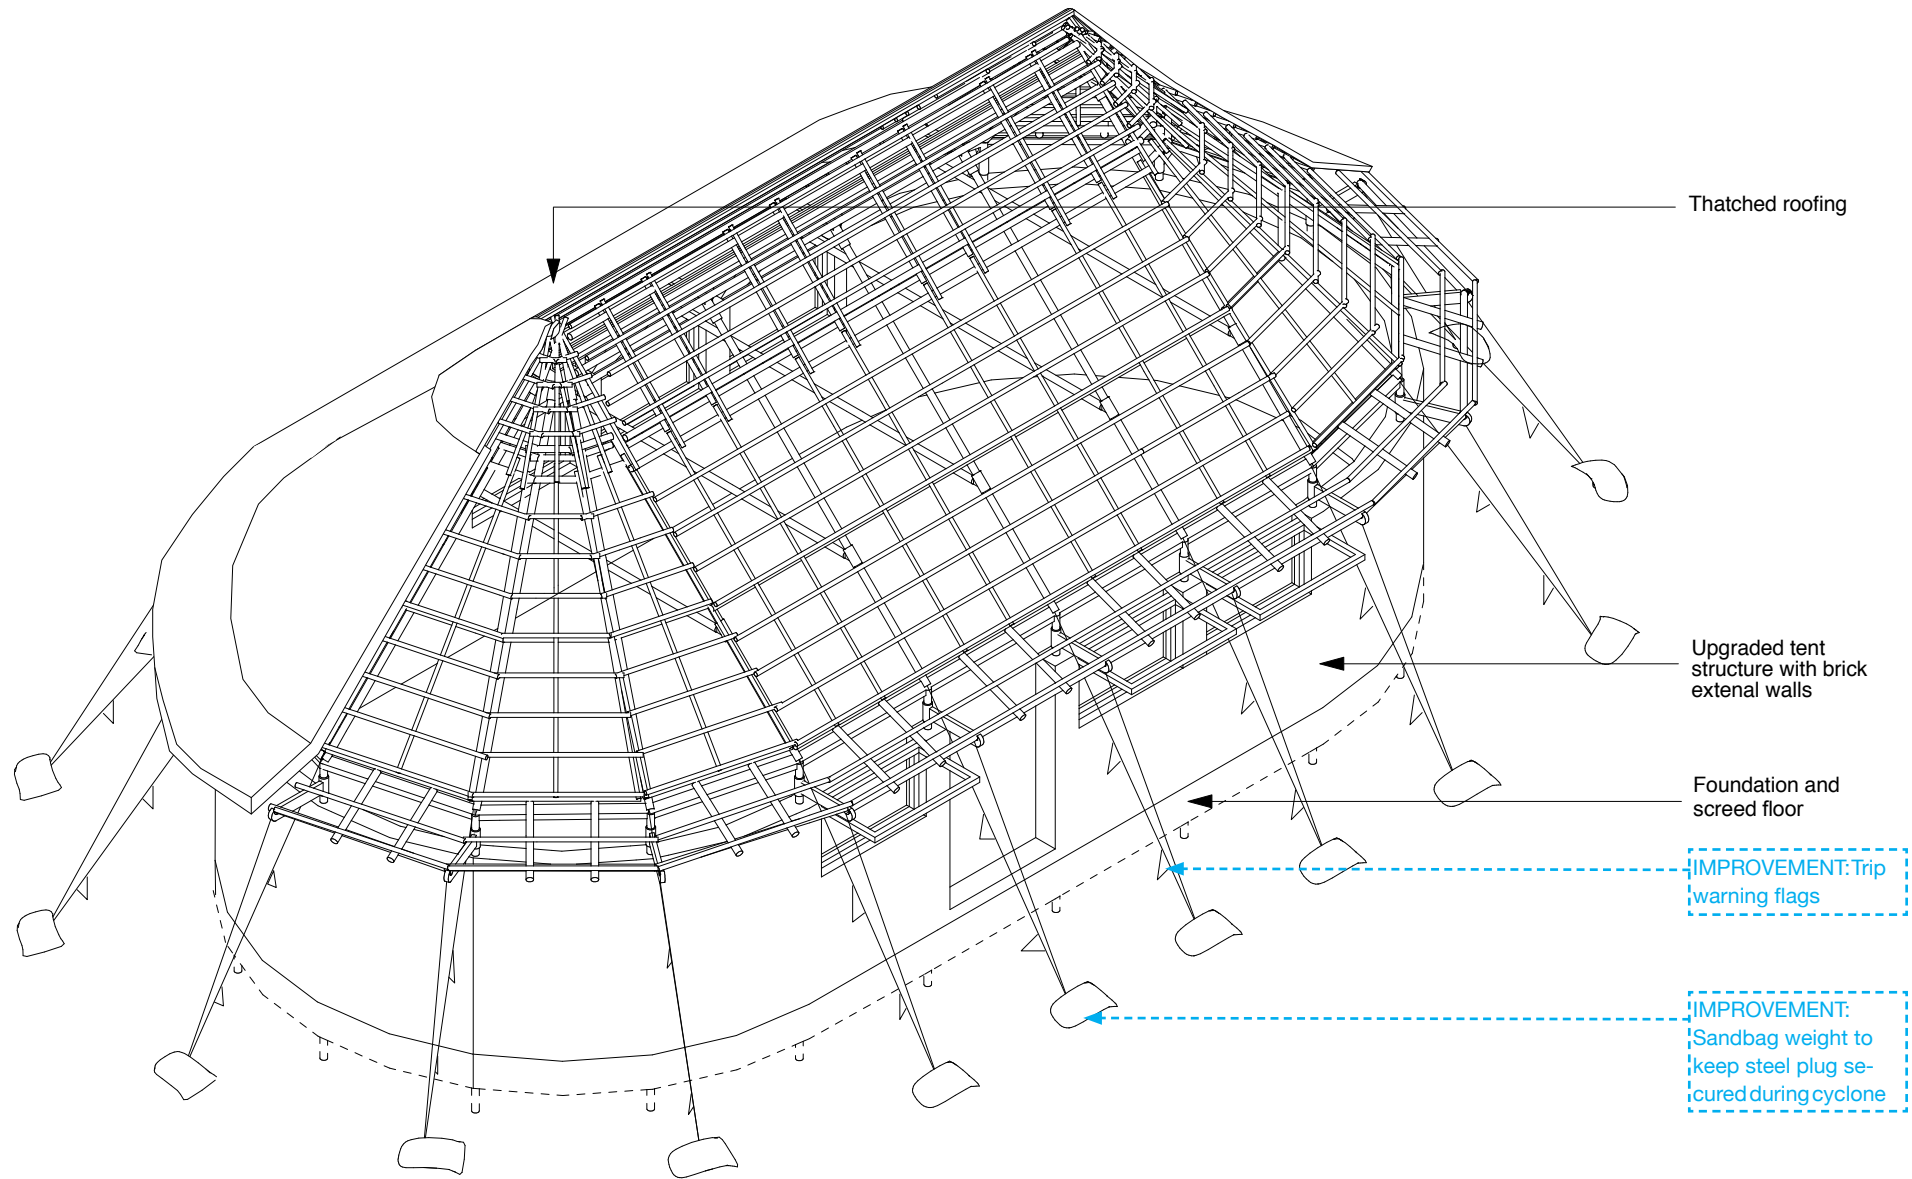 Thatched roofing
Upgraded tent
structure with brick
extenal walls
Foundation and
screed floor
IMPROVEMENT: Trip
warning flags
IMPROVEMENT:
Sandbag weight to
keep steel plug se-
cured during cyclone